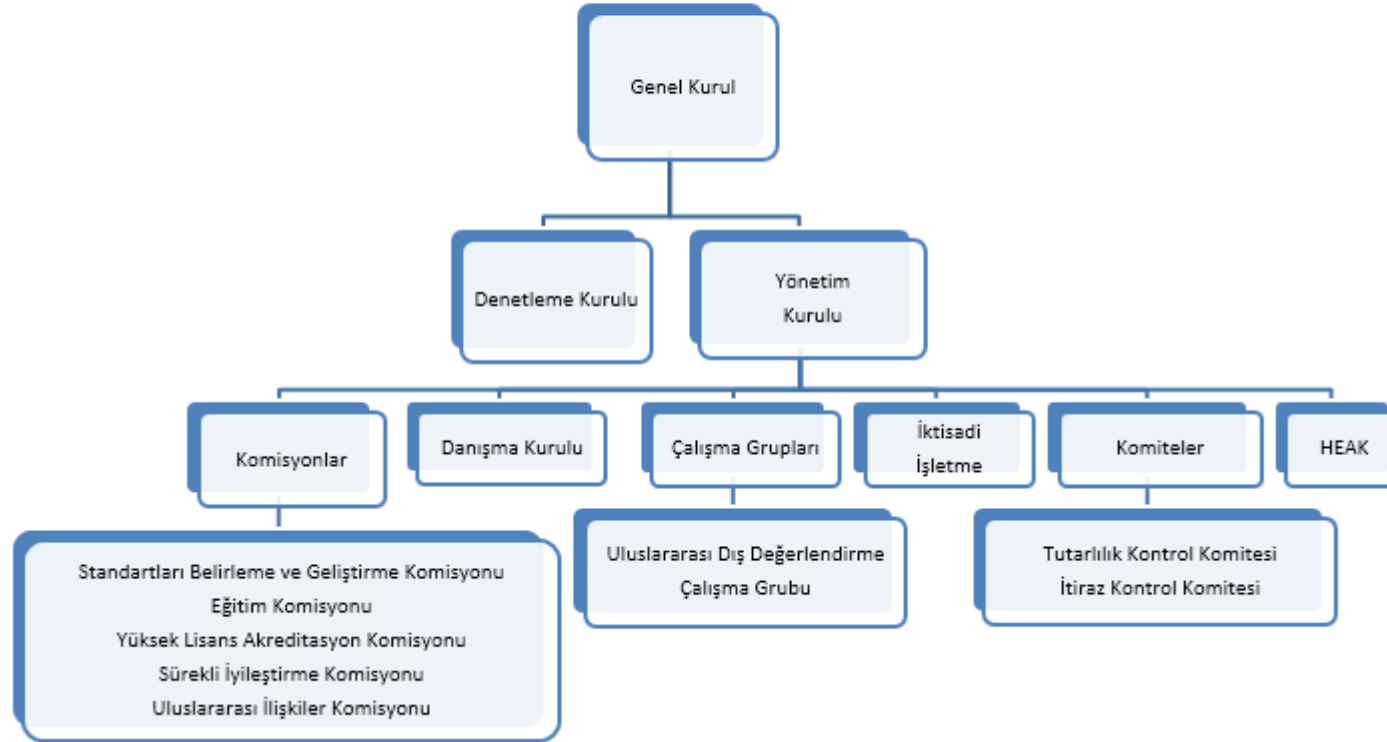 Genel Kurul
Denetleme Kurulu
Yönetim
Kurulu
Komisyonlar
Danışma Kurulu
Çalışma Grupları
İktisadi
İşletme
Komiteler
HEAK
Standartları Belirleme ve Geliştirme Komisyonu
Eğitim Komisyonu
Yüksek Lisans Akreditasyon Komisyonu
Sürekli İyileştirme Komisyonu
Uluslararası İlişkiler Komisyonu
Uluslararası Dış Değerlendirme
Çalışma Grubu
Tutarlılık Kontrol Komitesi
İtiraz Kontrol Komitesi